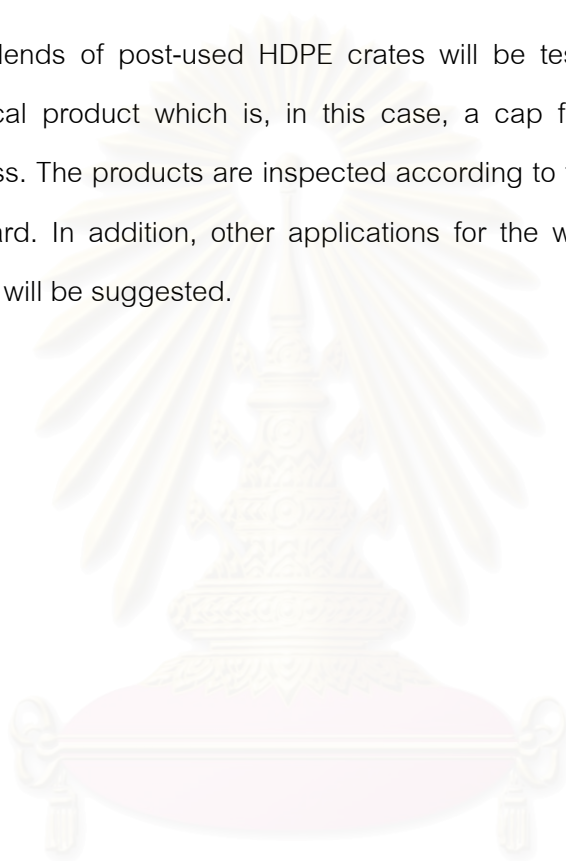 lends of post-used HDPE crates will be tes
cal product which is, in this case, a cap f
ss. The products are inspected according to
ard. In addition, other applications for the w
will be suggested.